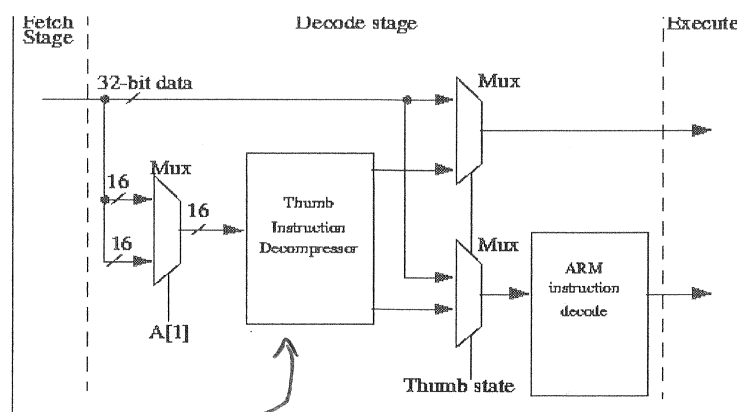 Fetch
Stage
Decode stage
Execute
32-bit data
Mux
Mux
16
16
16
Thumb
Instruction
Decompressor
Mux
ARM
instruction
decode
A[1]
Thumb state